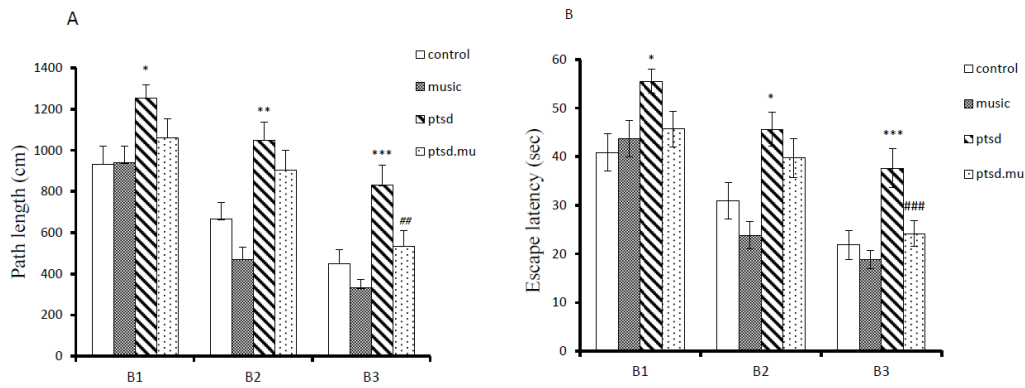 A
Path length (cm)
1400
1200
1000
800
600
400
200
0
*
**
***
##
B1 B2 B3
control
music
ptsd
ptsd.mu
B
Escape latency (sec)
60
50
40
30
20
10
0
*
*
***
###
B1 B2 B3
control
music
ptsd
ptsd.mu